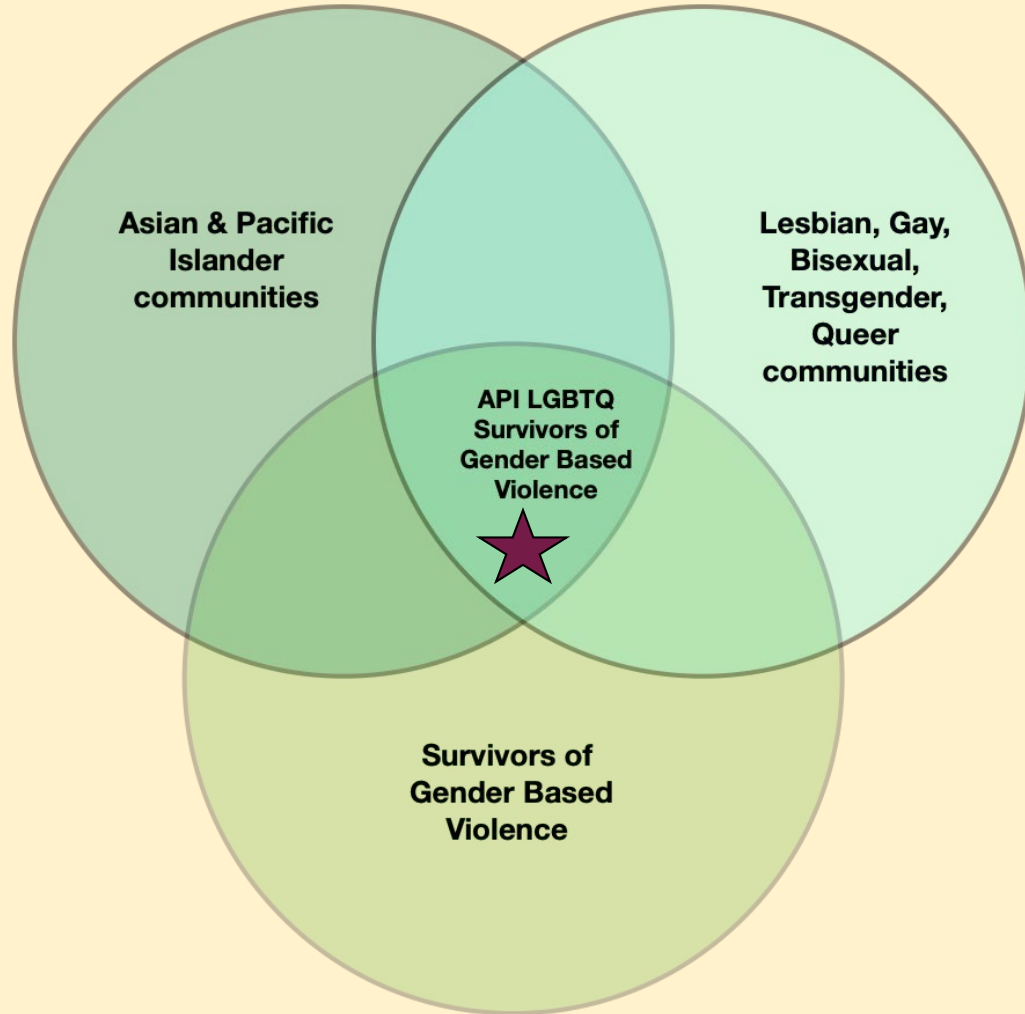 Asian & Pacific
Islander
communities
Lesbian, Gay,
Bisexual,
Transgender,
Queer
communities
API LGBTQ
Survivors of
Gender Based
Violence
Survivors of
Gender Based
Violence